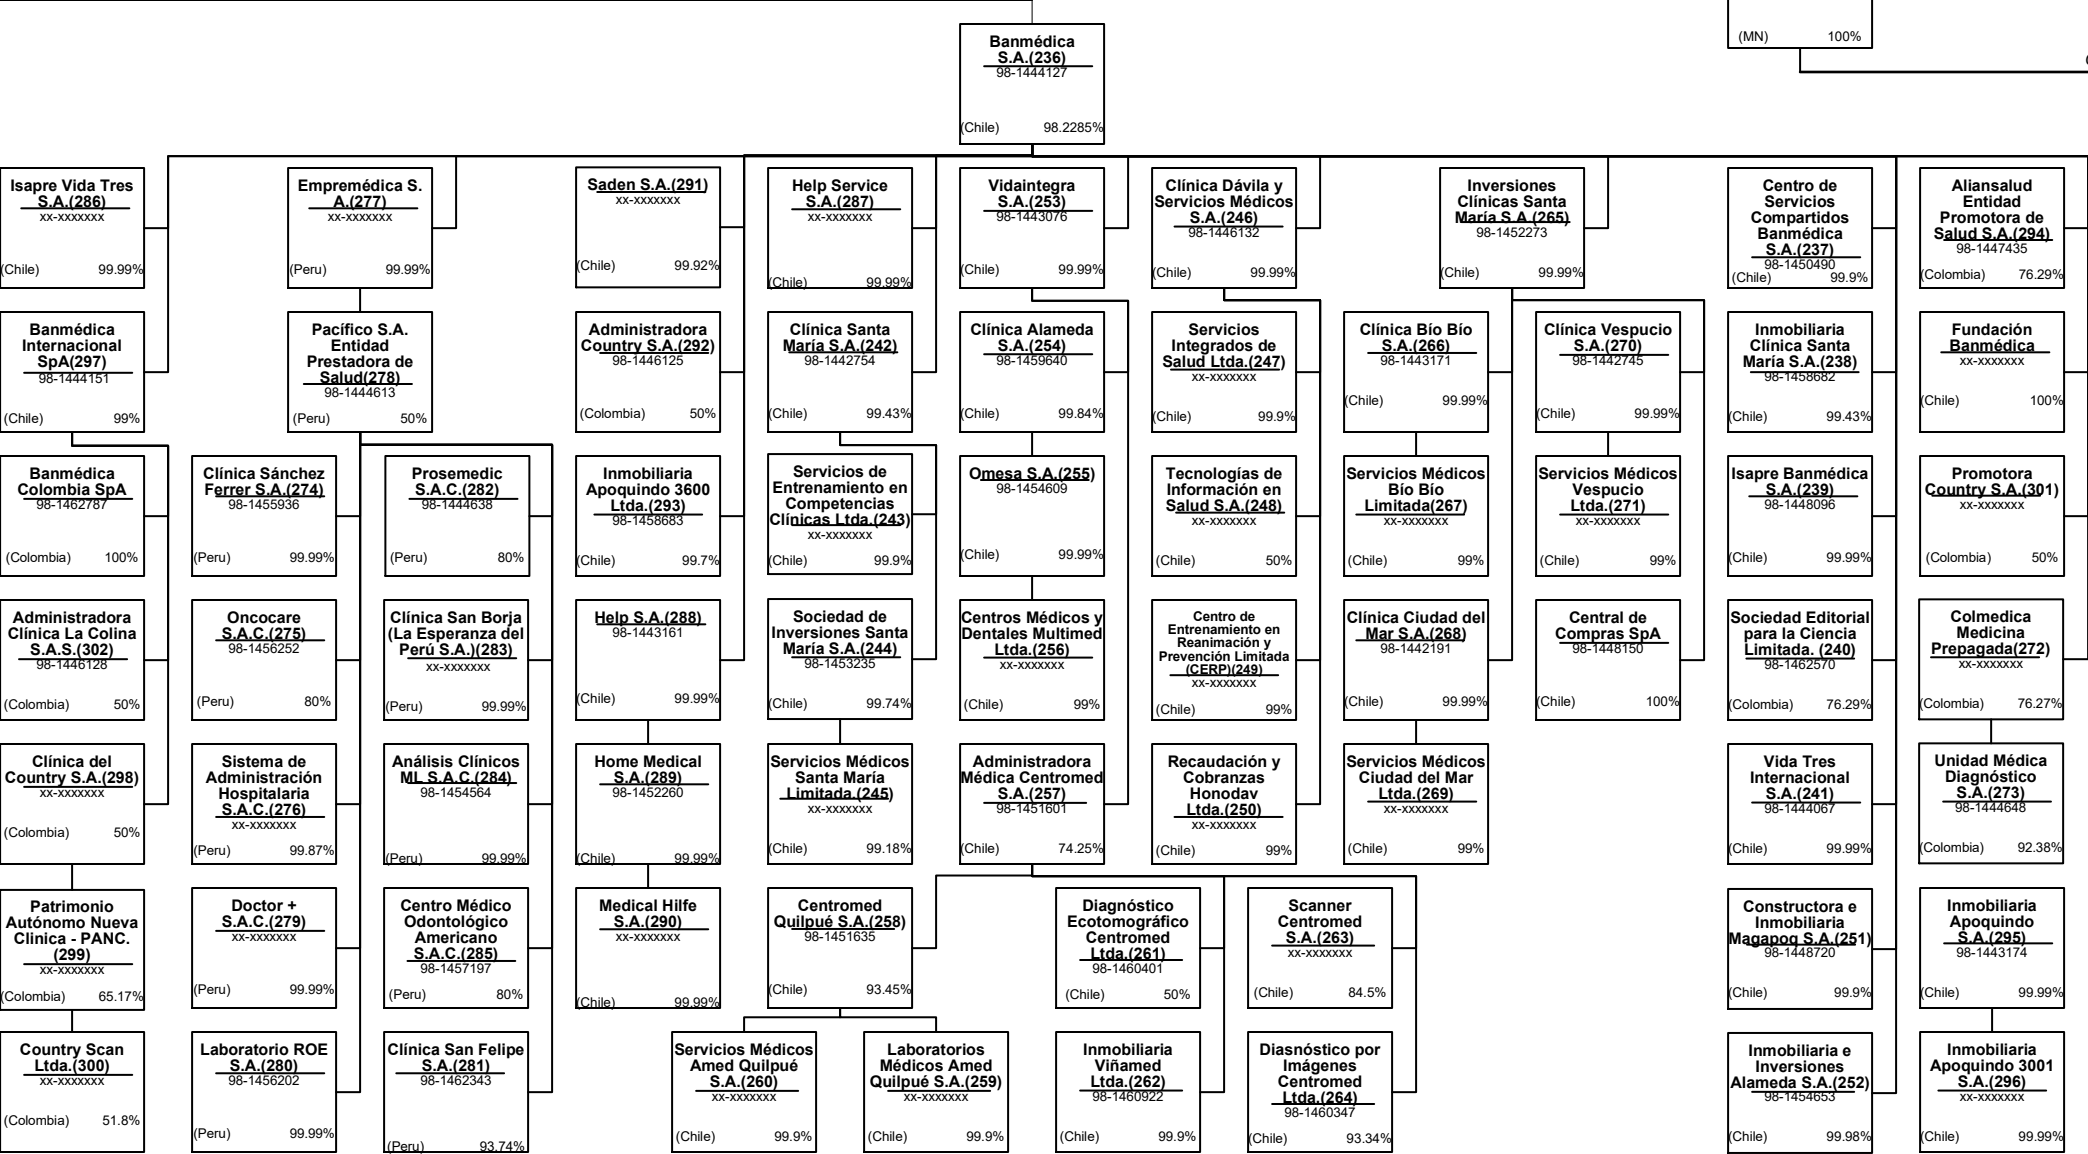 (MN) 100%
Banmédica
S.A.(236)
98-1444127
(Chile) 98.2285%
Isapre Vida Tres
S.A.(286)
xx-xxxxxxx
(Chile) 99.99%
Empremédica S.
A.(277)
xx-xxxxxxx
(Peru) 99.99%
Saden S.A.(291)
xx-xxxxxxx
(Chile) 99.92%
Help Service
S.A.(287)
xx-xxxxxxx
(Chile) 99.99%
Vidaintegra
S.A.(253)
98-1443076
(Chile) 99.99%
Clínica Dávila y
Servicios Médicos
S.A.(246)
98-1446132
(Chile) 99.99%
Inversiones
Clínicas Santa
María S.A.(265)
98-1452273
(Chile) 99.99%
Centro de
Servicios
Compartidos
Banmédica
S.A.(237)
98-1450490
(Chile) 99.9%
Aliansalud
Entidad
Promotora de
Salud S.A.(294)
98-1447435
(Colombia) 76.29%
Banmédica
Internacional
SpA(297)
98-1444151
(Chile) 99%
Pacífico S.A.
Entidad
Prestadora de
Salud(278)
98-1444613
(Peru) 50%
Administradora
Country S.A.(292)
98-1446125
(Colombia) 50%
Clínica Santa
María S.A.(242)
98-1442754
(Chile) 99.43%
Clínica Alameda
S.A.(254)
98-1459640
(Chile) 99.84%
Servicios
Integrados de
Salud Ltda.(247)
xx-xxxxxxx
(Chile) 99.9%
Clínica Bío Bío
S.A.(266)
98-1443171
(Chile) 99.99%
Clínica Vespucio
S.A.(270)
98-1442745
(Chile) 99.99%
Inmobiliaria
Clínica Santa
María S.A.(238)
98-1458682
(Chile) 99.43%
Fundación
Banmédica
xx-xxxxxxx
(Chile) 100%
Banmédica
Colombia SpA
98-1462787
(Colombia) 100%
Clínica Sánchez
Ferrer S.A.(274)
98-1455936
(Peru) 99.99%
Prosemedic
S.A.C.(282)
98-1444638
(Peru) 80%
Inmobiliaria
Apoquindo 3600
Ltda.(293)
98-1458683
(Chile) 99.7%
Servicios de
Entrenamiento en
Competencias
Clínicas Ltda.(243)
xx-xxxxxxx
(Chile) 99.9%
Omesa S.A.(255)
98-1454609
(Chile) 99.99%
Tecnologías de
Información en
Salud S.A.(248)
xx-xxxxxxx
(Chile) 50%
Servicios Médicos
Bío Bío
Limitada(267)
xx-xxxxxxx
(Chile) 99%
Servicios Médicos
Vespucio
Ltda.(271)
xx-xxxxxxx
(Chile) 99%
Isapre Banmédica
S.A.(239)
98-1448096
(Chile) 99.99%
Promotora
Country S.A.(301)
xx-xxxxxxx
(Colombia) 50%
Administradora
Clínica La Colina
S.A.S.(302)
98-1446128
(Colombia) 50%
Oncocare
S.A.C.(275)
98-1456252
(Peru) 80%
Clínica San Borja
(La Esperanza del
Perú S.A.)(283)
xx-xxxxxxx
(Peru) 99.99%
Help S.A.(288)
98-1443161
(Chile) 99.99%
Sociedad de
Inversiones Santa
María S.A.(244)
98-1453235
(Chile) 99.74%
Centros Médicos y
Dentales Multimed
Ltda.(256)
xx-xxxxxxx
(Chile) 99%
Centro de
Entrenamiento en
Reanimación y
Prevención Limitada
(CERP)(249)
xx-xxxxxxx
(Chile) 99%
Clínica Ciudad del
Mar S.A.(268)
98-1442191
(Chile) 99.99%
Central de
Compras SpA
98-1448150
(Chile) 100%
Sociedad Editorial
para la Ciencia
Limitada. (240)
98-1462570
(Colombia) 76.29%
Colmedica
Medicina
Prepagada(272)
xx-xxxxxxx
(Colombia) 76.27%
Clínica del
Country S.A.(298)
xx-xxxxxxx
(Colombia) 50%
Sistema de
Administración
Hospitalaria
S.A.C.(276)
xx-xxxxxxx
(Peru) 99.87%
Análisis Clínicos
ML S.A.C.(284)
98-1454564
(Peru) 99.99%
Home Medical
S.A.(289)
98-1452260
(Chile) 99.99%
Servicios Médicos
Santa María
Limitada.(245)
xx-xxxxxxx
(Chile) 99.18%
Administradora
Médica Centromed
S.A.(257)
98-1451601
(Chile) 74.25%
Recaudación y
Cobranzas
Honodav
Ltda.(250)
xx-xxxxxxx
(Chile) 99%
Servicios Médicos
Ciudad del Mar
Ltda.(269)
xx-xxxxxxx
(Chile) 99%
Vida Tres
Internacional
S.A.(241)
98-1444067
(Chile) 99.99%
Unidad Médica
Diagnóstico
S.A.(273)
98-1444648
(Colombia) 92.38%
Patrimonio
Autónomo Nueva
Clinica - PANC.
(299)
xx-xxxxxxx
(Colombia) 65.17%
Doctor +
S.A.C.(279)
xx-xxxxxxx
(Peru) 99.99%
Centro Médico
Odontológico
Americano
S.A.C.(285)
98-1457197
(Peru) 80%
Medical Hilfe
S.A.(290)
xx-xxxxxxx
(Chile) 99.99%
Centromed
Quilpué S.A.(258)
98-1451635
(Chile) 93.45%
Diagnóstico
Ecotomográfico
Centromed
Ltda.(261)
98-1460401
(Chile) 50%
Scanner
Centromed
S.A.(263)
xx-xxxxxxx
(Chile) 84.5%
Constructora e
Inmobiliaria
Magapoq S.A.(251)
98-1448720
(Chile) 99.9%
Inmobiliaria
Apoquindo
S.A.(295)
98-1443174
(Chile) 99.99%
Country Scan
Ltda.(300)
xx-xxxxxxx
(Colombia) 51.8%
Laboratorio ROE
S.A.(280)
98-1456202
(Peru) 99.99%
Clínica San Felipe
S.A.(281)
98-1462343
(Peru) 93.74%
Servicios Médicos
Amed Quilpué
S.A.(260)
xx-xxxxxxx
(Chile) 99.9%
Laboratorios
Médicos Amed
Quilpué S.A.(259)
xx-xxxxxxx
(Chile) 99.9%
Inmobiliaria
Viñamed
Ltda.(262)
98-1460922
(Chile) 99.9%
Diasnóstico por
Imágenes
Centromed
Ltda.(264)
98-1460347
(Chile) 93.34%
Inmobiliaria e
Inversiones
Alameda S.A.(252)
98-1454653
(Chile) 99.98%
Inmobiliaria
Apoquindo 3001
S.A.(296)
xx-xxxxxxx
(Chile) 99.99%